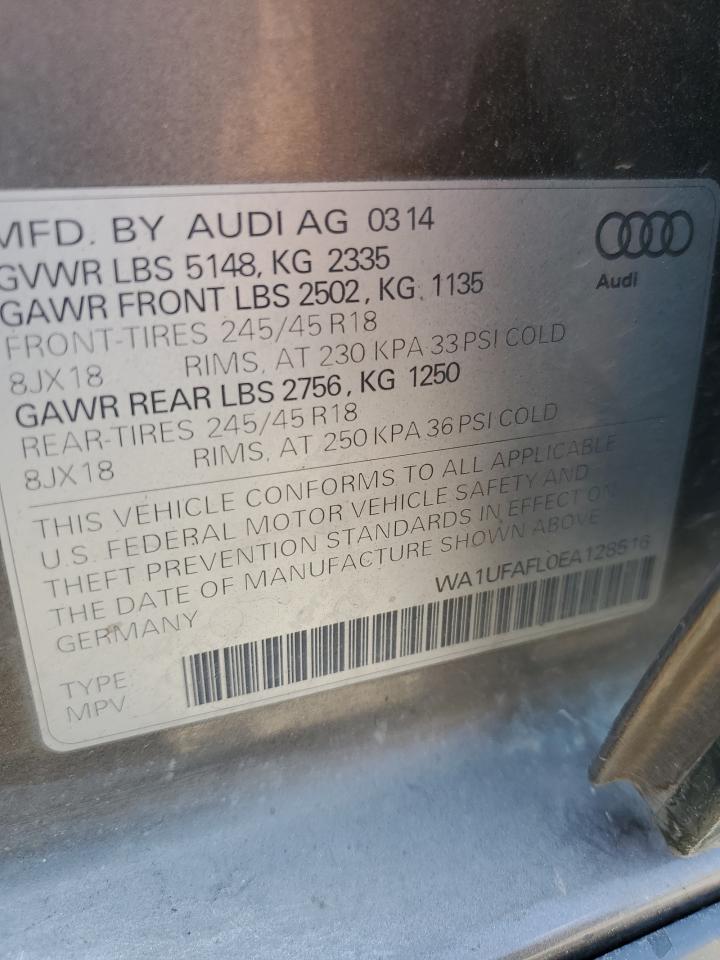 MFD. BY AUDI AG 03 14
GVWR LBS 5148, KG 2335
GAWR FRONT LBS 2502, KG 1135
FRONT-TIRES 245/45 R18
8JX18 RIMS, AT 230 KPA 33 PSI COLD
GAWR REAR LBS 2756, KG 1250
REAR-TIRES 245/45 R18
8JX18 RIMS, AT 250 KPA 36 PSI COLD
Audi
THIS VEHICLE CONFORMS TO ALL APPLICABLE
U.S. FEDERAL MOTOR VEHICLE SAFETY AND
THEFT PREVENTION STANDARDS IN EFFECT ON
THE DATE OF MANUFACTURE SHOWN ABOVE
GERMANY
WA1UFAFL0EA128516
TYPE
MPV